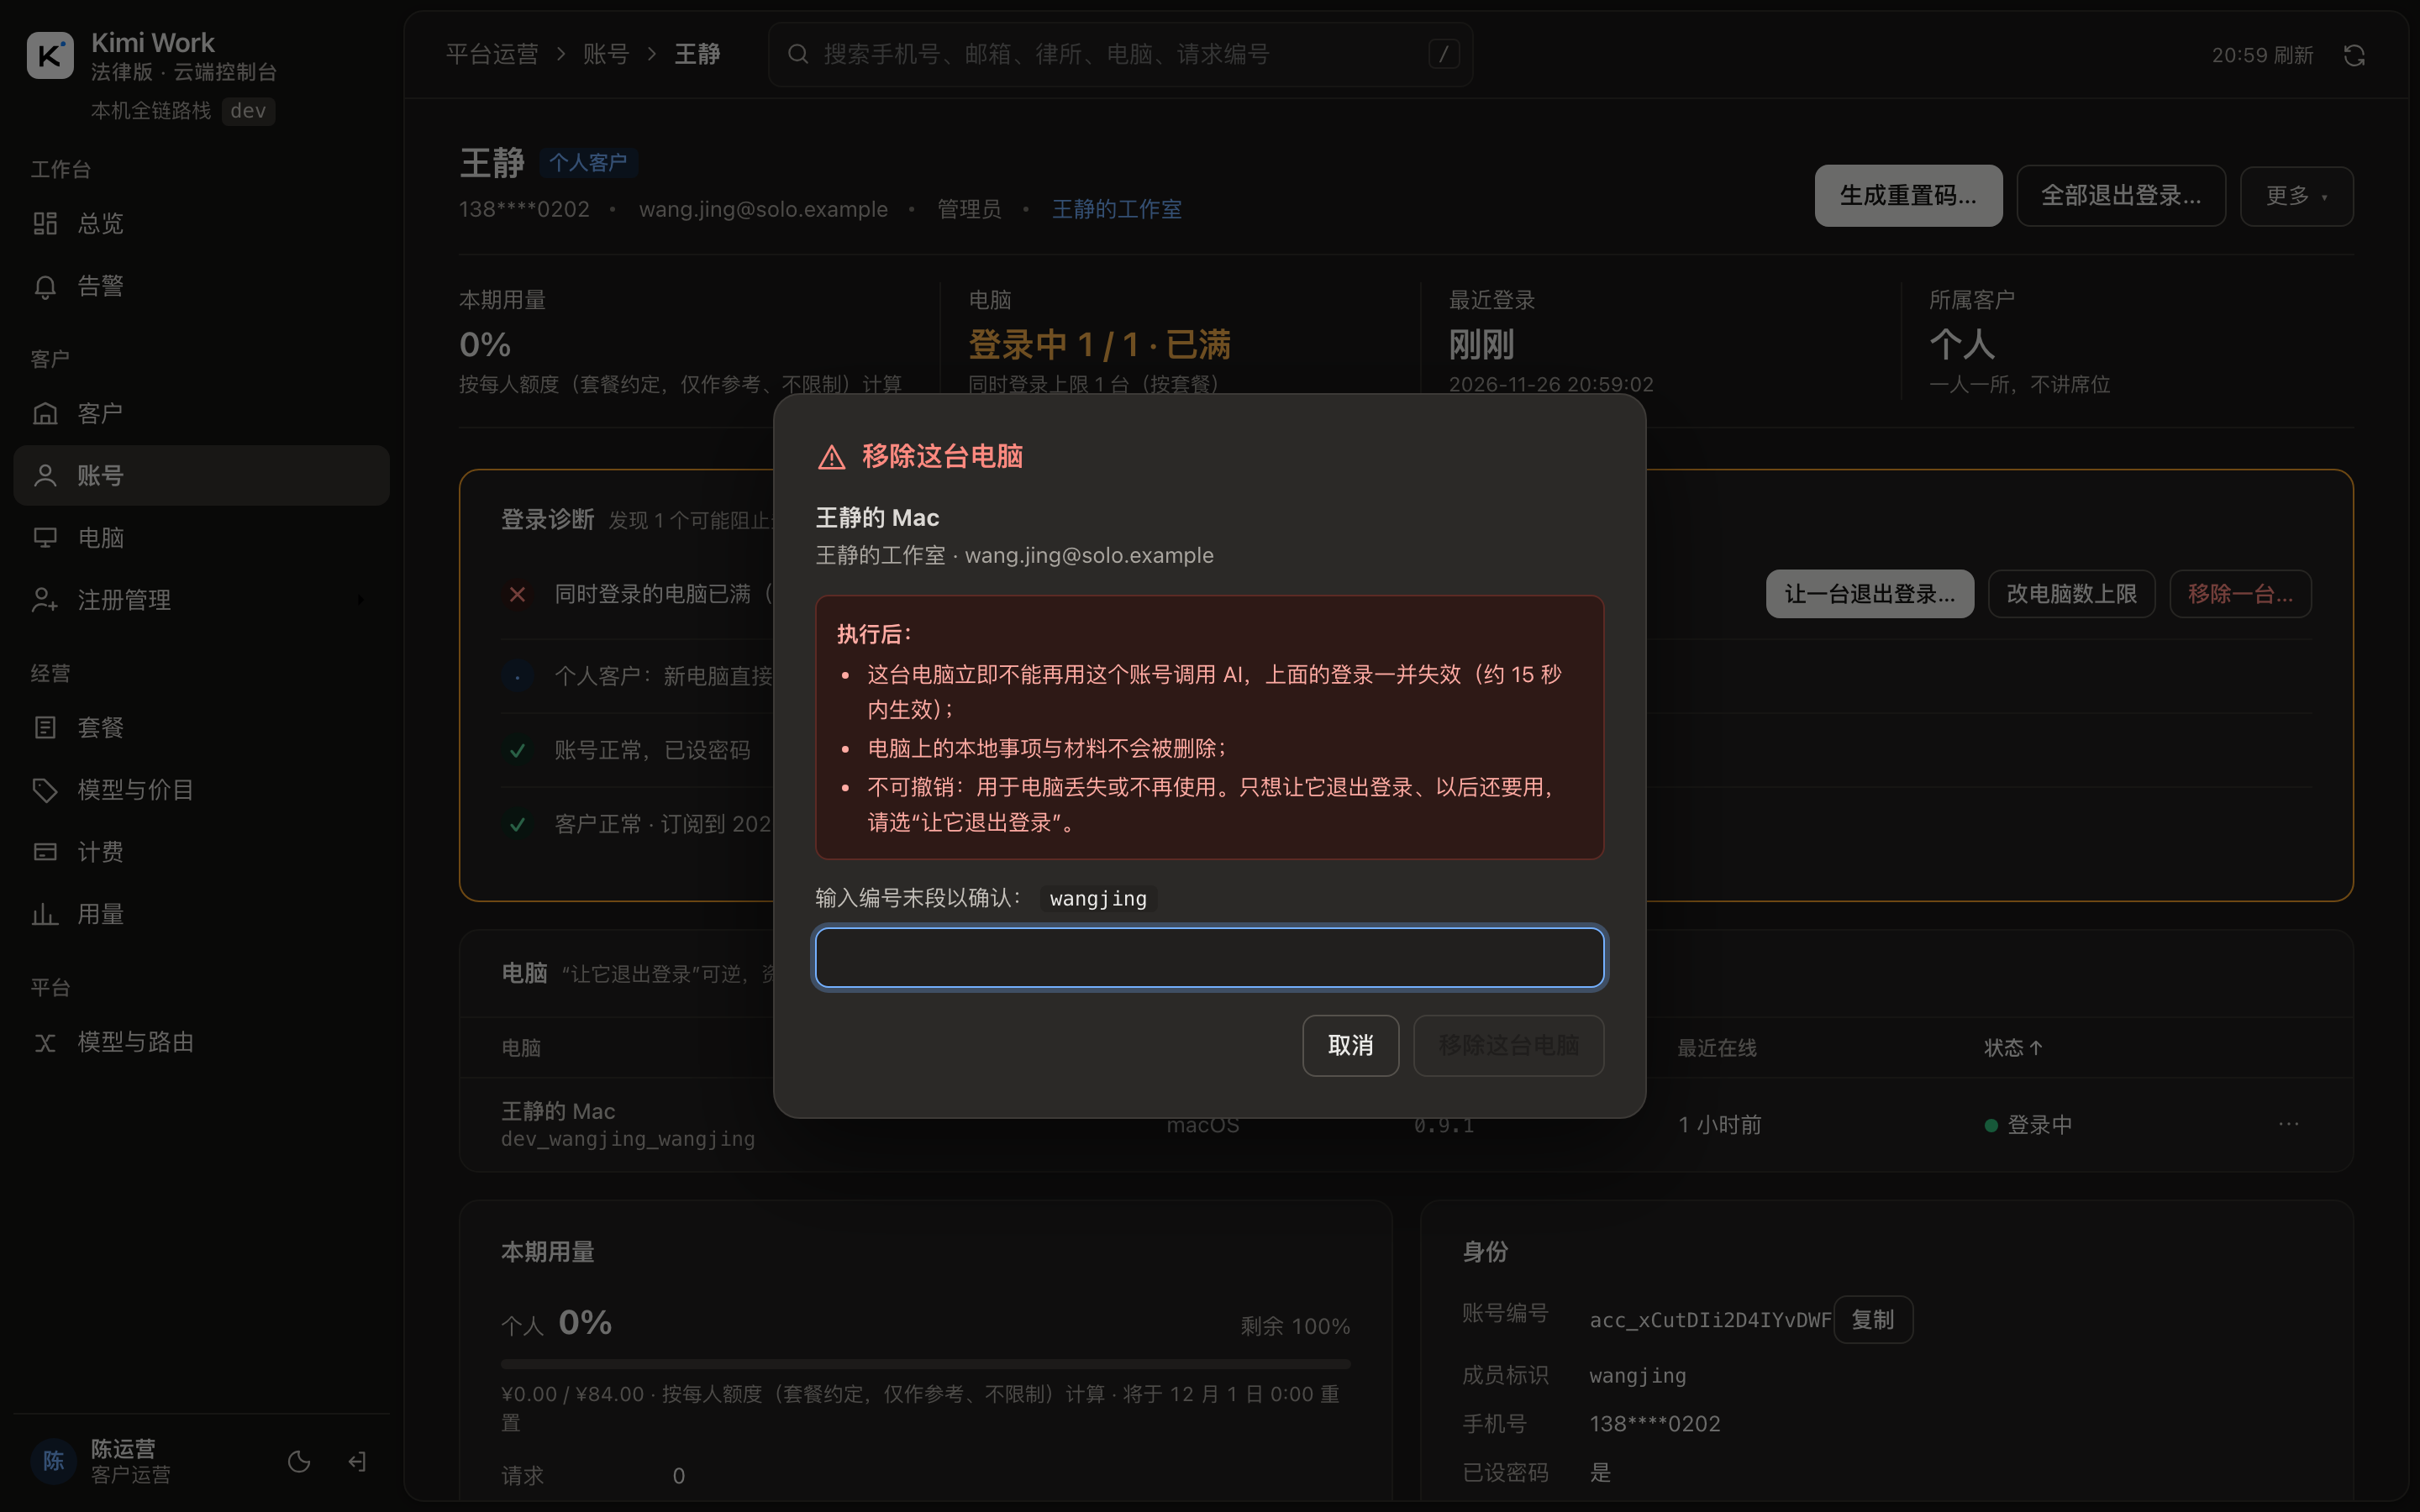 Kimi Work
法律版 · 云端控制台
本机全链路栈 dev
工作台
总览
告警
客户
客户
账号
电脑
注册管理
经营
套餐
模型与价目
计费
用量
平台
模型与路由
陈 陈运营
客户运营
平台运营 > 账号 > 王静
搜索手机号、邮箱、律所、电脑、请求编号 /
20:59 刷新
王静 个人客户
138****0202 • wang.jing@solo.example • 管理员 • 王静的工作室
生成重置码... 全部退出登录... 更多
本期用量
0%
按每人额度（套餐约定，仅作参考、不限制）计算
电脑
登录中 1 / 1 · 已满
同时登录上限 1 台（按套餐）
最近登录
刚刚
2026-11-26 20:59:02
所属客户
个人
一人一所，不讲席位
登录诊断 发现 1 个可能阻止
同时登录的电脑已满（
让一台退出登录... 改电脑数上限 移除一台...
个人客户：新电脑直接
账号正常，已设密码
客户正常 · 订阅到 202
移除这台电脑
王静的 Mac
王静的工作室 · wang.jing@solo.example
执行后：
• 这台电脑立即不能再用这个账号调用 AI，上面的登录一并失效（约 15 秒
内生效）；
• 电脑上的本地事项与材料不会被删除；
• 不可撤销：用于电脑丢失或不再使用。只想让它退出登录、以后还要用，
请选“让它退出登录”。
输入编号末段以确认： wangjing
取消 移除这台电脑
电脑 “让它退出登录”可逆，
电脑 最近在线 状态 ↑
王静的 Mac
dev_wangjing_wangjing
macOS 0.9.1 1 小时前 登录中 ...
本期用量
个人 0% 剩余 100%
¥0.00 / ¥84.00 · 按每人额度（套餐约定，仅作参考、不限制）计算 · 将于 12 月 1 日 0:00 重
置
请求 0
身份
账号编号 acc_xCutDIi2D4IYvDWF 复制
成员标识 wangjing
手机号 138****0202
已设密码 是